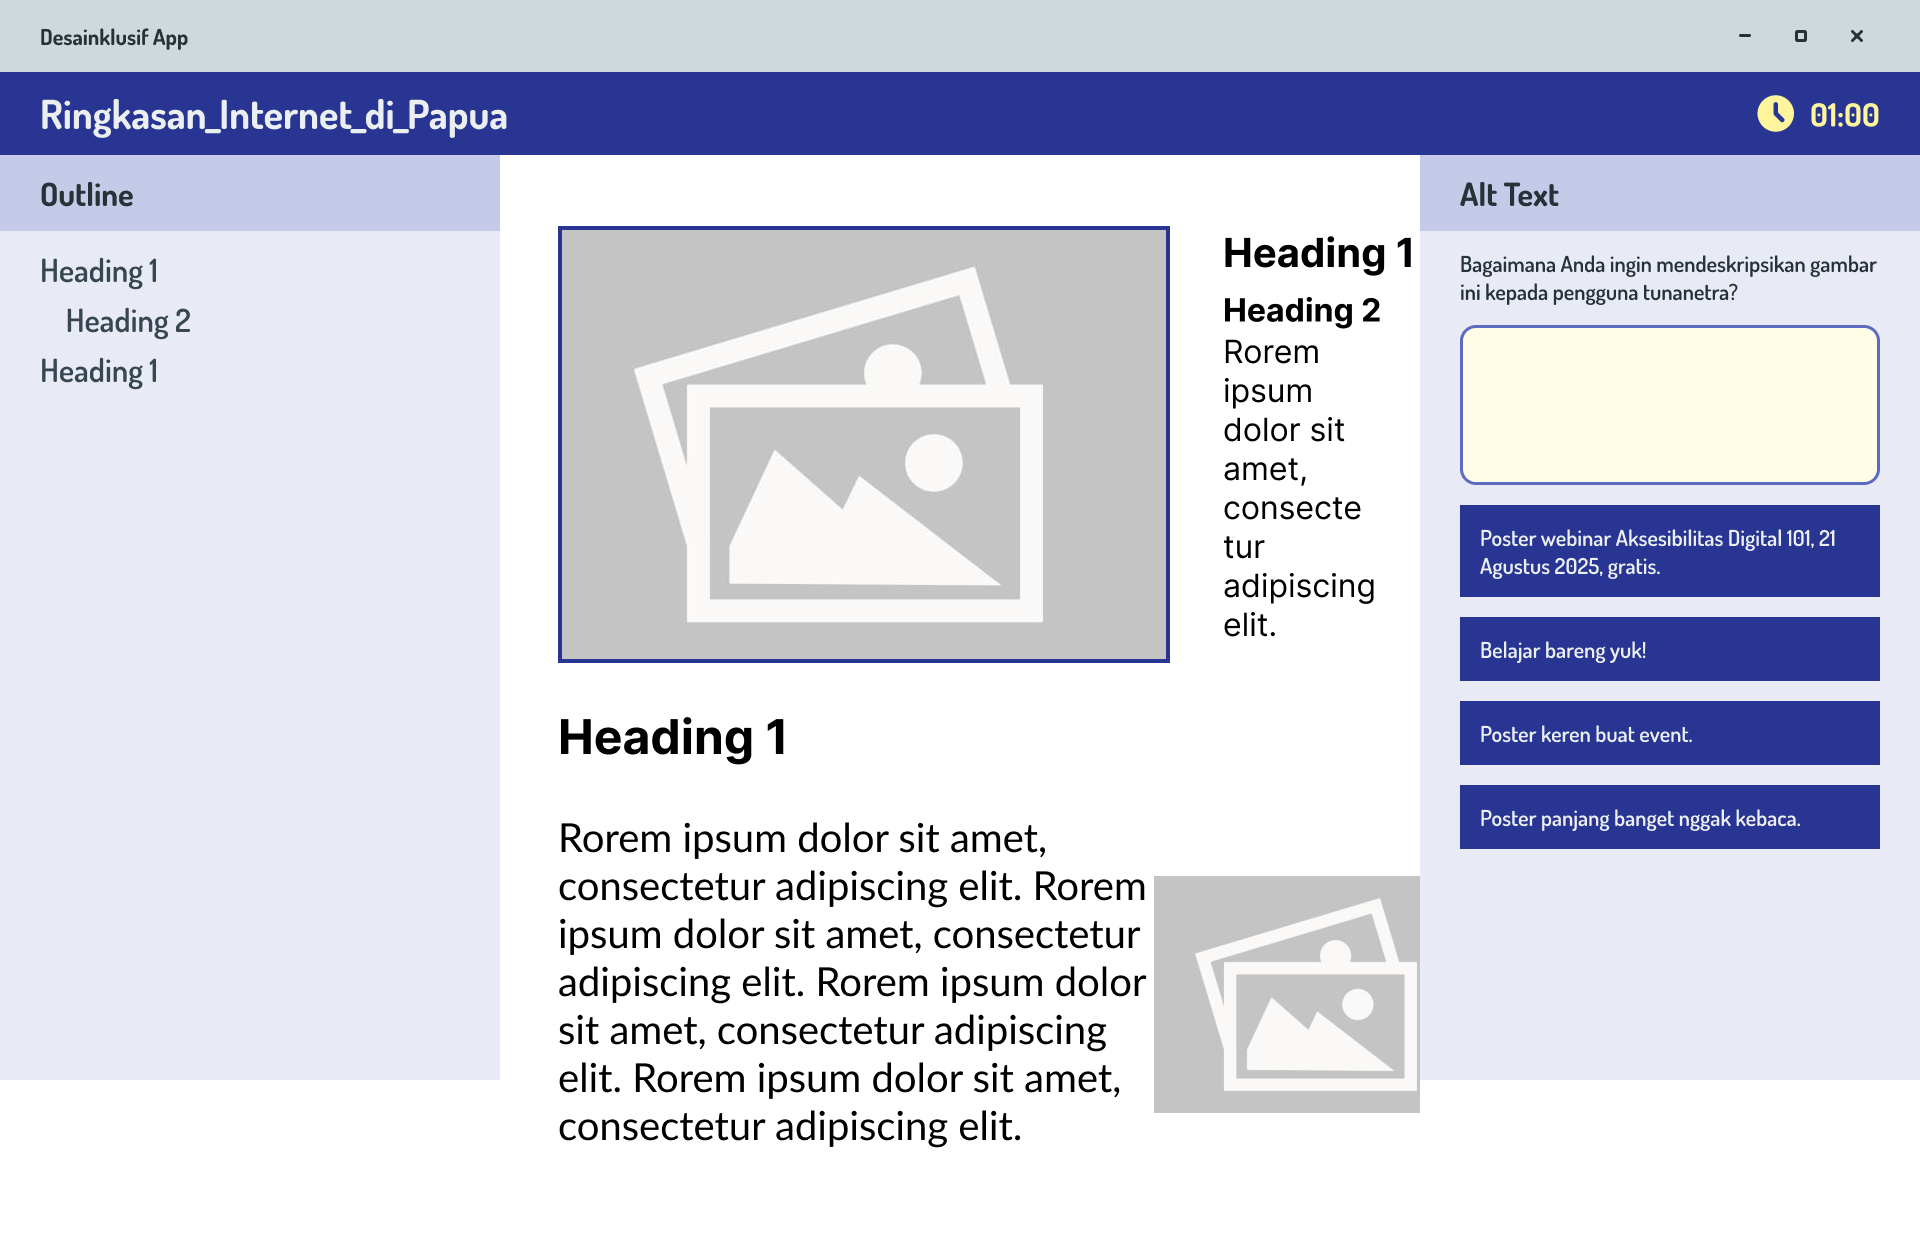 Desainklusif App
Ringkasan_Internet_di_Papua
01:00
Outline
Heading 1
Heading 2
Heading 1
Heading 1
Heading 2
Rorem
ipsum
dolor sit
amet,
consecte
tur
adipiscing
elit.
Heading 1
Rorem ipsum dolor sit amet,
consectetur adipiscing elit. Rorem
ipsum dolor sit amet, consectetur
adipiscing elit. Rorem ipsum dolor
sit amet, consectetur adipiscing
elit. Rorem ipsum dolor sit amet,
consectetur adipiscing elit.
Alt Text
Bagaimana Anda ingin mendeskripsikan gambar
ini kepada pengguna tunanetra?
Poster webinar Aksesibilitas Digital 101, 21
Agustus 2025, gratis.
Belajar bareng yuk!
Poster keren buat event.
Poster panjang banget nggak kebaca.